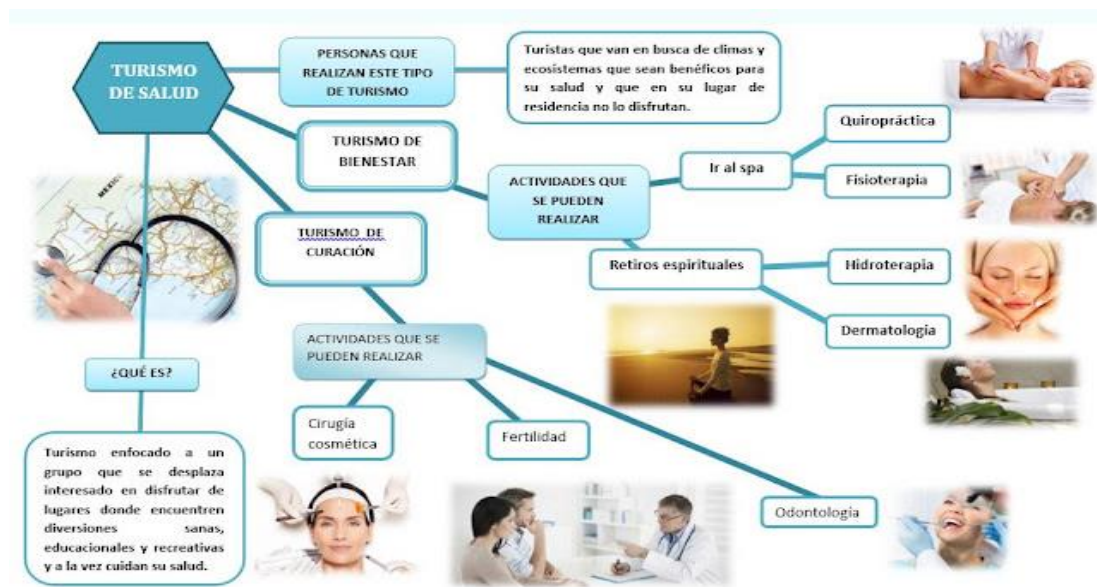 TURISMO
DE SALUD
PERSONAS QUE
REALIZAN ESTE TIPO
DE TURISMO
Turistas que van en busca de climas y
ecosistemas que sean benéficos para
su salud y que en su lugar de
residencia no lo disfrutan.
TURISMO DE
BIENESTAR
ACTIVIDADES QUE
SE PUEDEN
REALIZAR
Ir al spa
Quiropráctica
Fisioterapia
Retiros espirituales
Hidroterapia
Dermatología
TURISMO DE
CURACIÓN
ACTIVIDADES QUE SE
PUEDEN REALIZAR
Cirugía
cosmética
Fertilidad
Odontología
MEXICO
¿QUÉ ES?
Turismo enfocado a un
grupo que se desplaza
interesado en disfrutar de
lugares donde encuentren
diversiones sanas,
educacionales y recreativas
y a la vez cuidan su salud.